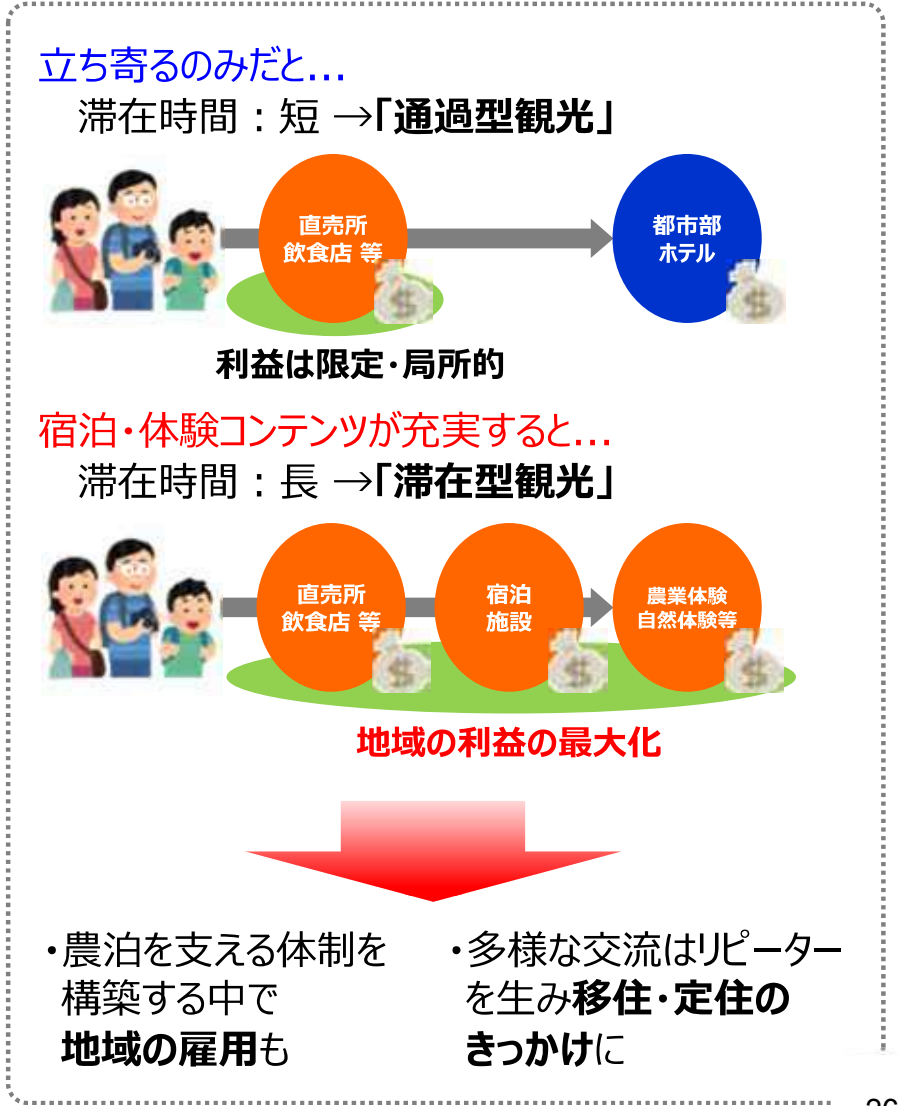 立ち寄るのみだと…
滞在時間：短 →「通過型観光」
直売所
飲食店 等
都市部
ホテル
利益は限定・局所的
宿泊・体験コンテンツが充実すると…
滞在時間：長 →「滞在型観光」
直売所
飲食店 等
宿泊
施設
農業体験
自然体験等
地域の利益の最大化
・農泊を支える体制を
構築する中で
地域の雇用も
・多様な交流はリピーター
を生み移住・定住の
きっかけに